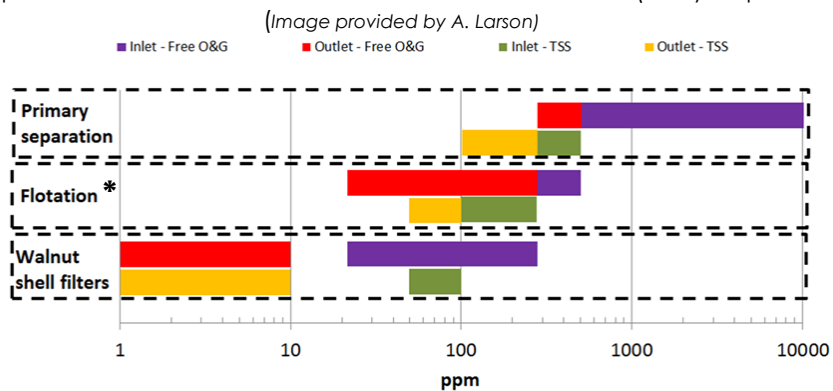 (Image provided by A. Larson)
Inlet - Free O&G Outlet - Free O&G Inlet - TSS Outlet - TSS
Primary
separation
Flotation *
Walnut
shell filters
1 10 100 1000 10000
ppm